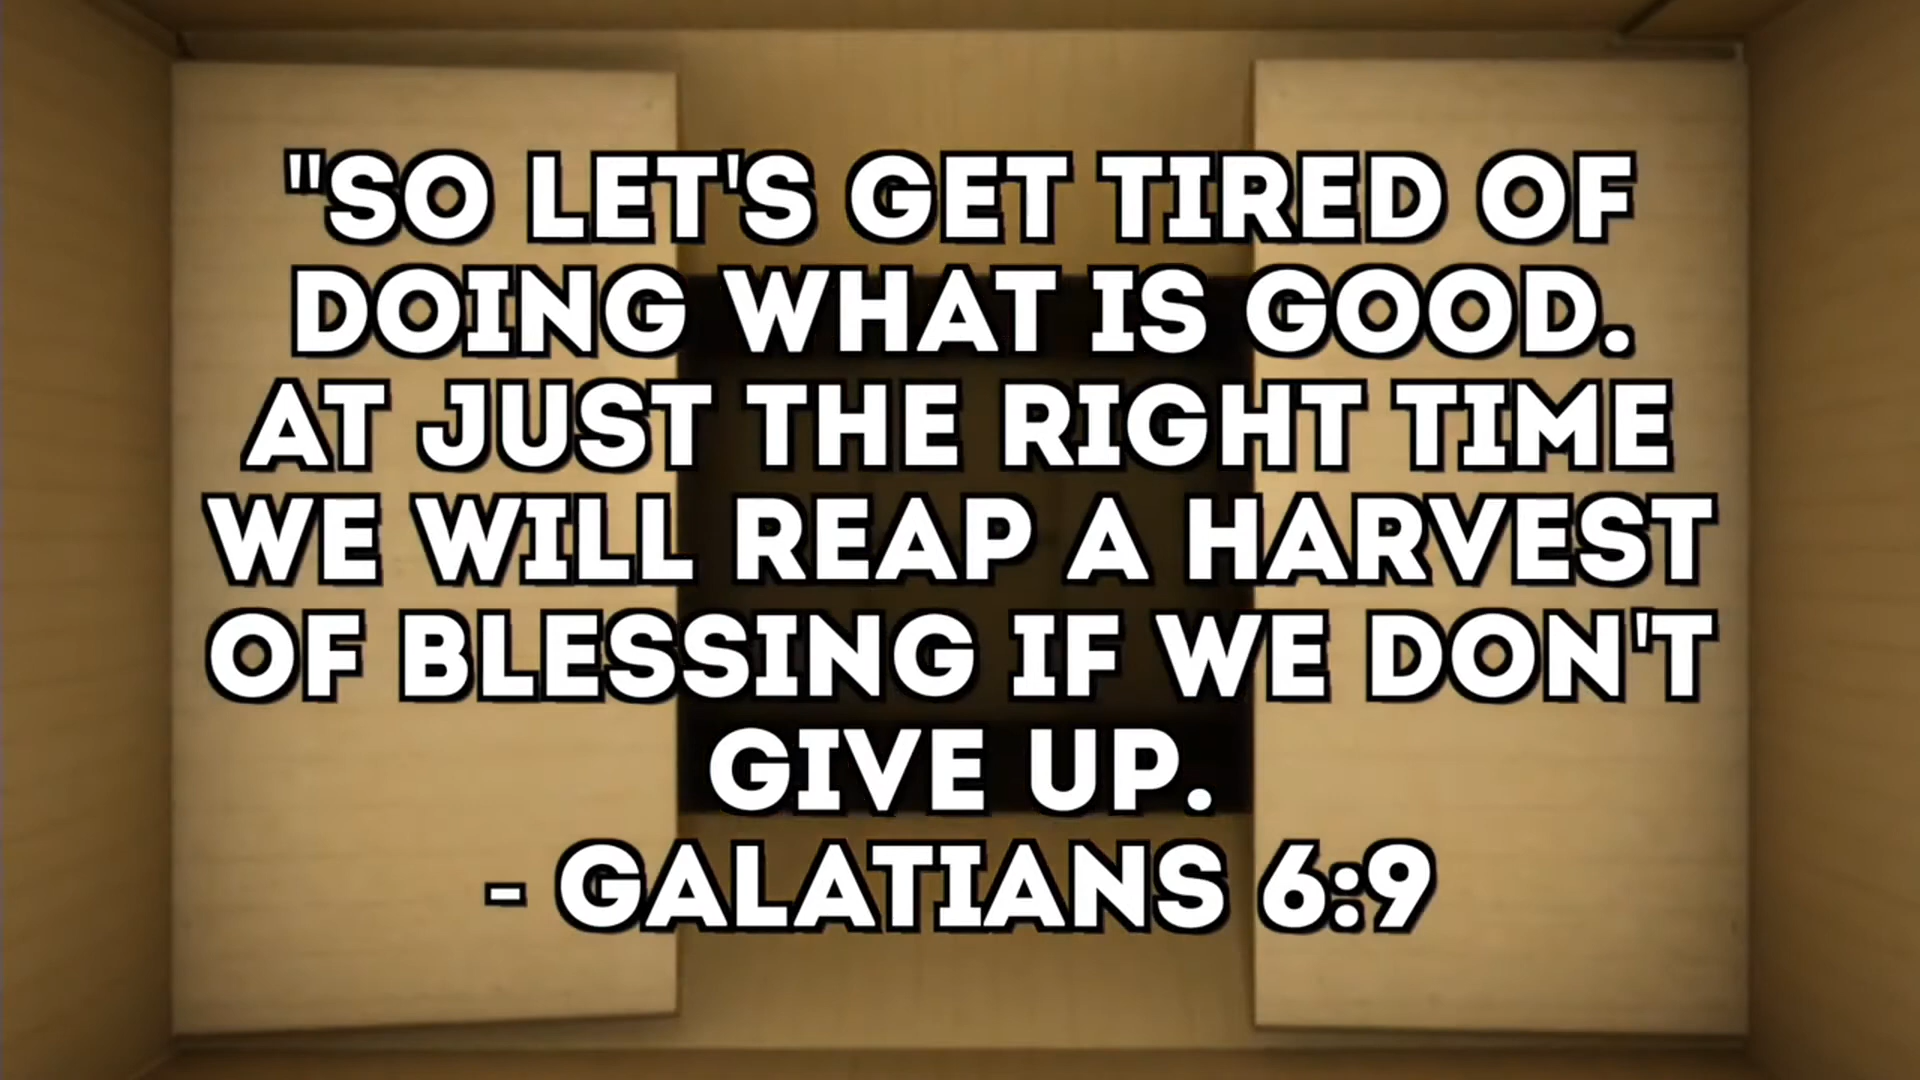 "SO LET'S GET TIRED OF
DOING WHAT IS GOOD.
AT JUST THE RIGHT TIME
WE WILL REAP A HARVEST
OF BLESSING IF WE DON'T
GIVE UP.
- GALATIANS 6:9